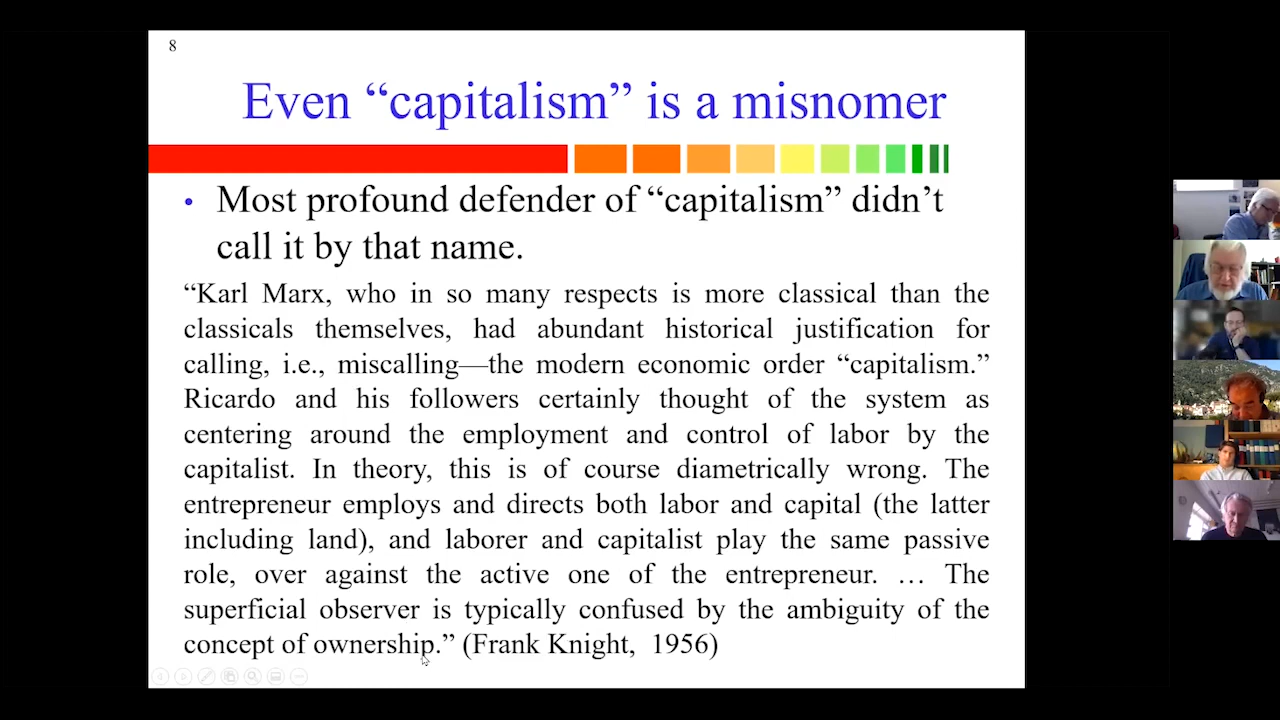 8
Even “capitalism” is a misnomer
• Most profound defender of “capitalism” didn’t
call it by that name.
“Karl Marx, who in so many respects is more classical than the
classicals themselves, had abundant historical justification for
calling, i.e., miscalling—the modern economic order “capitalism.”
Ricardo and his followers certainly thought of the system as
centering around the employment and control of labor by the
capitalist. In theory, this is of course diametrically wrong. The
entrepreneur employs and directs both labor and capital (the latter
including land), and laborer and capitalist play the same passive
role, over against the active one of the entrepreneur. … The
superficial observer is typically confused by the ambiguity of the
concept of ownership.” (Frank Knight, 1956)